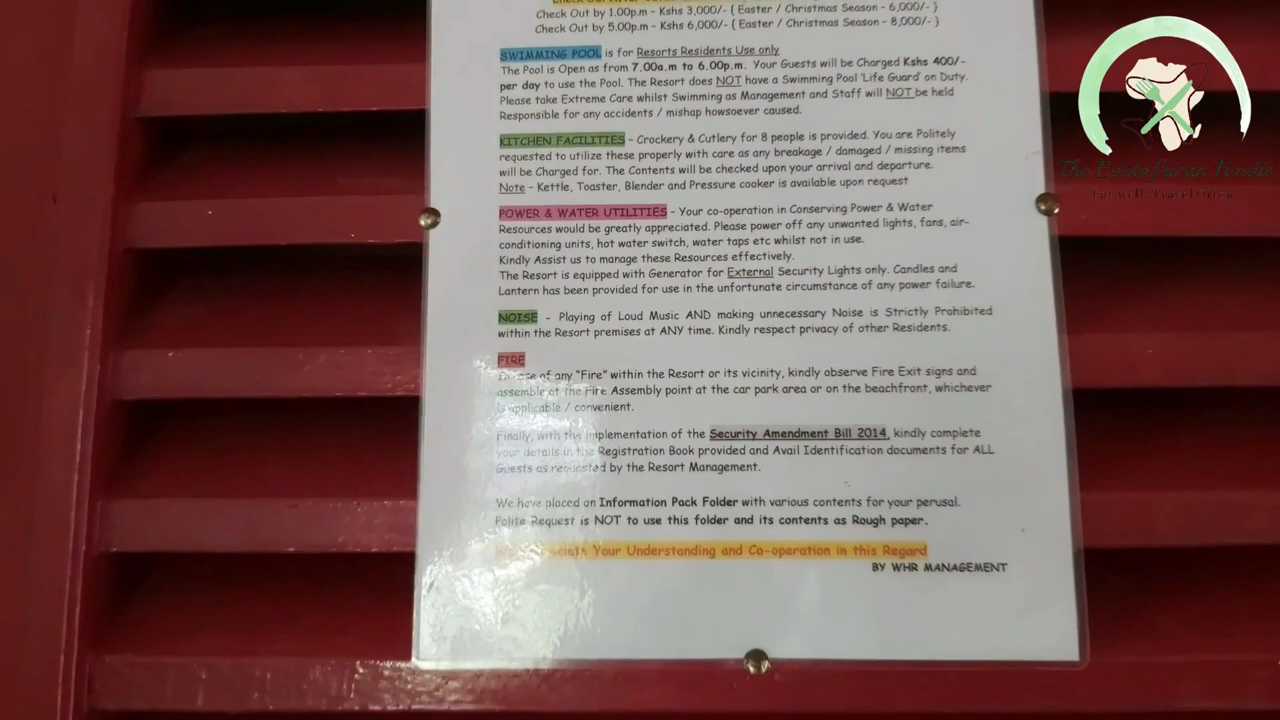 Check Out by 1.00p.m - Kshs 3,000/- { Easter / Christmas Season - 6,000/- }
Check Out by 5.00p.m - Kshs 6,000/- { Easter / Christmas Season - 8,000/- }
SWIMMING POOL is for Resorts Residents Use only
The Pool is Open as from 7.00a.m to 6.00p.m. Your Guests will be Charged Kshs 400/-
per day to use the Pool. The Resort does NOT have a Swimming Pool 'Life Guard' on Duty.
Please take Extreme Care whilst Swimming as Management and Staff will NOT be held
Responsible for any accidents / mishap howsoever caused.
KITCHEN FACILITIES - Crockery & Cutlery for 8 people is provided. You are Politely
requested to utilize these properly with care as any breakage / damaged / missing items
will be Charged for. The Contents will be checked upon your arrival and departure.
Note - Kettle, Toaster, Blender and Pressure cooker is available upon request
POWER & WATER UTILITIES - Your co-operation in Conserving Power & Water
Resources would be greatly appreciated. Please power off any unwanted lights, fans, air-
conditioning units, hot water switch, water taps etc whilst not in use.
Kindly Assist us to manage these Resources effectively.
The Resort is equipped with Generator for External Security Lights only. Candles and
Lantern has been provided for use in the unfortunate circumstance of any power failure.
NOISE - Playing of Loud Music AND making unnecessary Noise is Strictly Prohibited
within the Resort premises at ANY time. Kindly respect privacy of other Residents.
FIRE
of any "Fire" within the Resort or its vicinity, kindly observe Fire Exit signs and
assemble at the Fire Assembly point at the car park area or on the beachfront, whichever
is applicable / convenient.
Finally, with the implementation of the Security Amendment Bill 2014, kindly complete
your details in the Registration Book provided and Avail Identification documents for ALL
Guests as requested by the Resort Management.
We have placed an Information Pack Folder with various contents for your perusal.
Polite Request is NOT to use this folder and its contents as Rough paper.
Your Understanding and Co-operation in this Regard
BY WHR MANAGEMENT